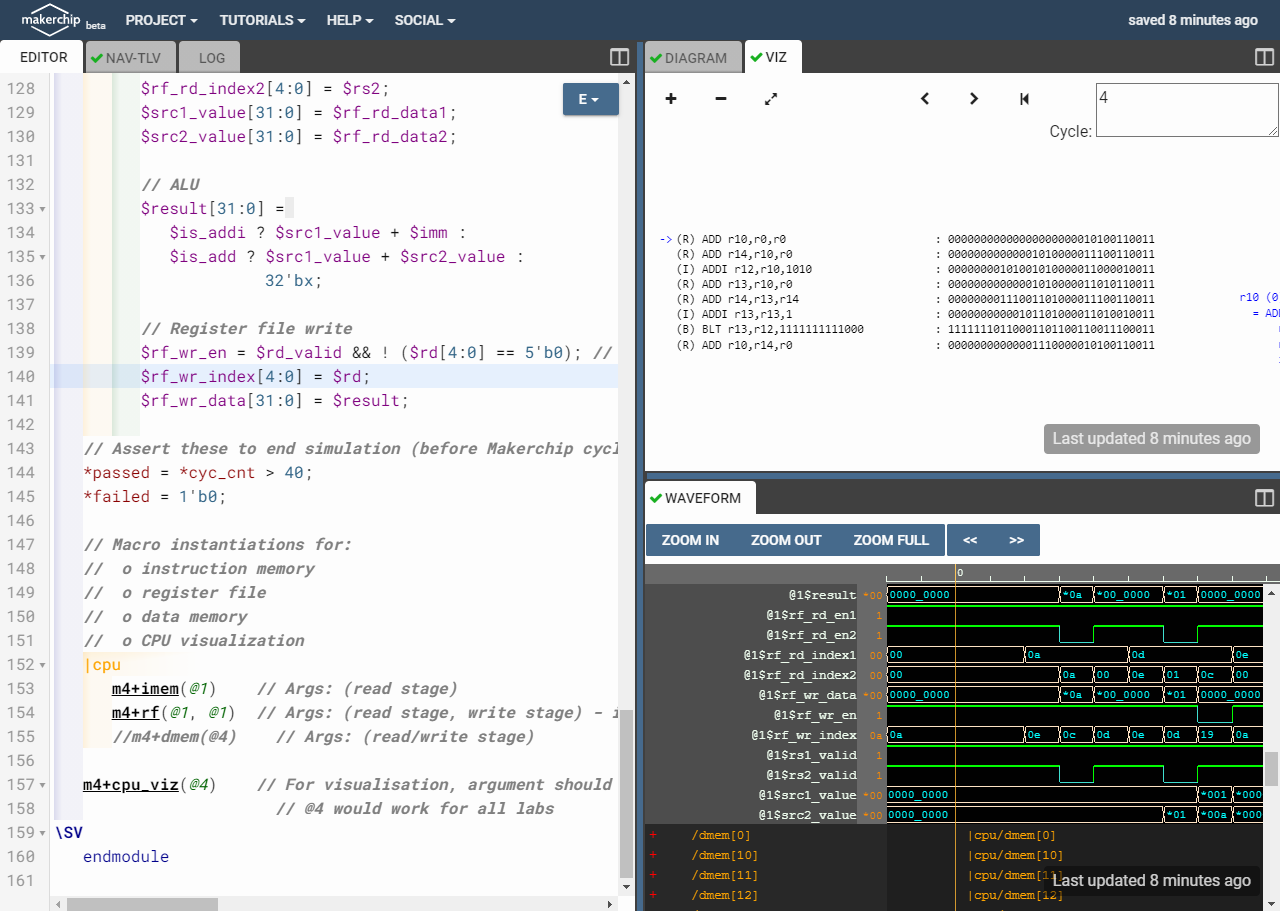 makerchip beta PROJECT TUTORIALS HELP SOCIAL saved 8 minutes ago
EDITOR NAV-TLV LOG
128 $rf_rd_index2[4:0] = $rs2;
129 $src1_value[31:0] = $rf_rd_data1;
130 $src2_value[31:0] = $rf_rd_data2;
131
132 // ALU
133 $result[31:0] =
134 $is_addi ? $src1_value + $imm :
135 $is_add ? $src1_value + $src2_value :
136 32'bx;
137
138 // Register file write
139 $rf_wr_en = $rd_valid && ! ($rd[4:0] == 5'b0); //
140 $rf_wr_index[4:0] = $rd;
141 $rf_wr_data[31:0] = $result;
142
143 // Assert these to end simulation (before Makerchip cycl
144 *passed = *cyc_cnt > 40;
145 *failed = 1'b0;
146
147 // Macro instantiations for:
148 // o instruction memory
149 // o register file
150 // o data memory
151 // o CPU visualization
152 |cpu
153 m4+imem(@1) // Args: (read stage)
154 m4+rf(@1, @1) // Args: (read stage, write stage) - i
155 //m4+dmem(@4) // Args: (read/write stage)
156
157 m4+cpu_viz(@4) // For visualisation, argument should
158 // @4 would work for all labs
159 \SV
160 endmodule
161
E
DIAGRAM VIZ
Cycle: 4
-> (R) ADD r10,r0,r0 : 00000000000000000000010100110011
(R) ADD r14,r10,r0 : 00000000000001010000011100110011
(I) ADDI r12,r10,1010 : 00000000101001010000011000010011
(R) ADD r13,r10,r0 : 00000000000001010000011010110011
(R) ADD r14,r13,r14 : 00000000111001101000011100110011
(I) ADDI r13,r13,1 : 00000000000101101000011010010011
(B) BLT r13,r12,1111111111000 : 11111110110001101100110011100011
(R) ADD r10,r14,r0 : 00000000000001110000010100110011
r10 (0
= AD
Last updated 8 minutes ago
WAVEFORM
ZOOM IN ZOOM OUT ZOOM FULL << >>
0
@1$result *00 0000_0000 *0a *00_0000 *01 0000_0000
@1$rf_rd_en1 1
@1$rf_rd_en2 1
@1$rf_rd_index1 00 00 0a 0d 0e
@1$rf_rd_index2 00 00 0a 00 0e 01 0c 00
@1$rf_wr_data *00 0000_0000 *0a *00_0000 *01 0000_0000
@1$rf_wr_en 1
@1$rf_wr_index 0a 0a 0e 0c 0d 0e 0d 19 0a
@1$rs1_valid 1
@1$rs2_valid 1
@1$src1_value *00 0000_0000 *001 *000
@1$src2_value *00 0000_0000 *01 *00a *000
+ /dmem[0] |cpu/dmem[0]
+ /dmem[10] |cpu/dmem[10]
+ /dmem[11] |cpu/dmem[11]
+ /dmem[12] |cpu/dmem[12]
Last updated 8 minutes ago